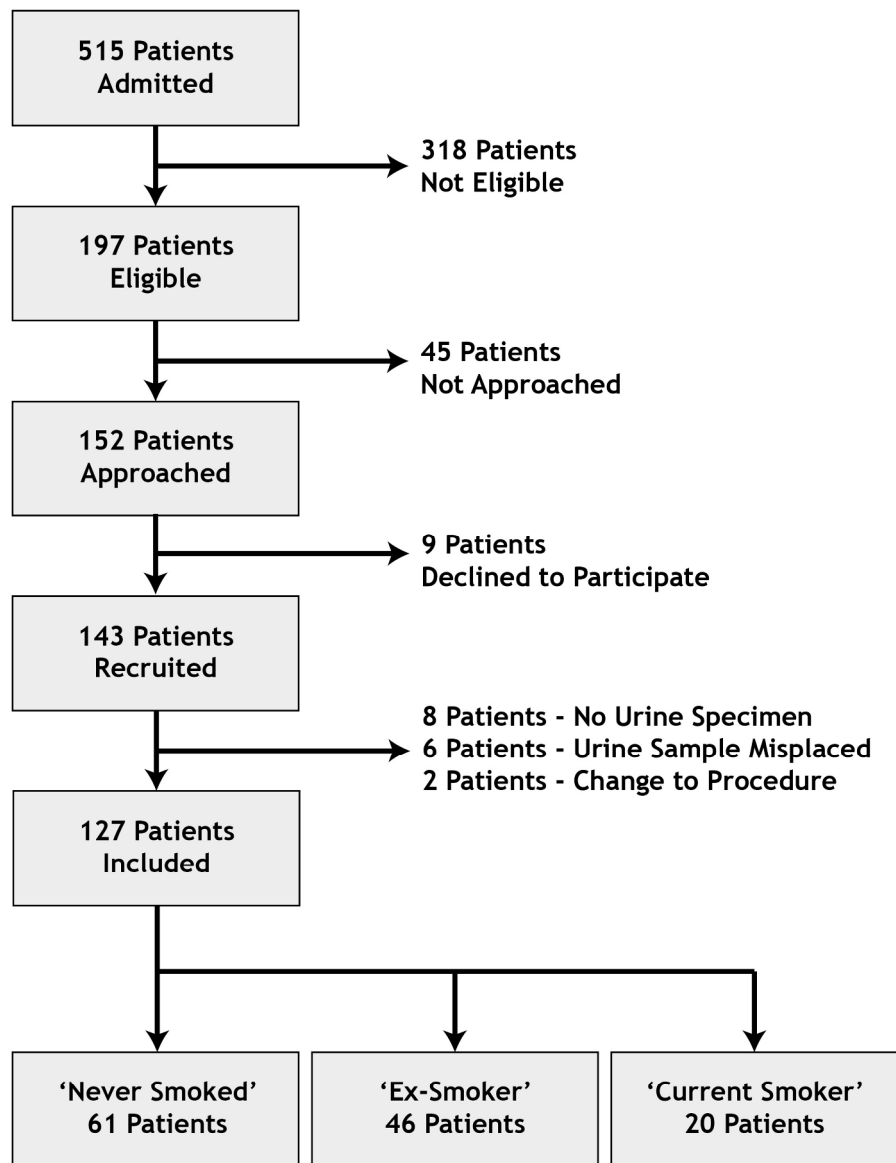 515 Patients
Admitted
318 Patients
Not Eligible
197 Patients
Eligible
45 Patients
Not Approached
152 Patients
Approached
9 Patients
Declined to Participate
143 Patients
Recruited
8 Patients - No Urine Specimen
6 Patients - Urine Sample Misplaced
2 Patients - Change to Procedure
127 Patients
Included
‘Never Smoked’
61 Patients
‘Ex-Smoker’
46 Patients
‘Current Smoker’
20 Patients